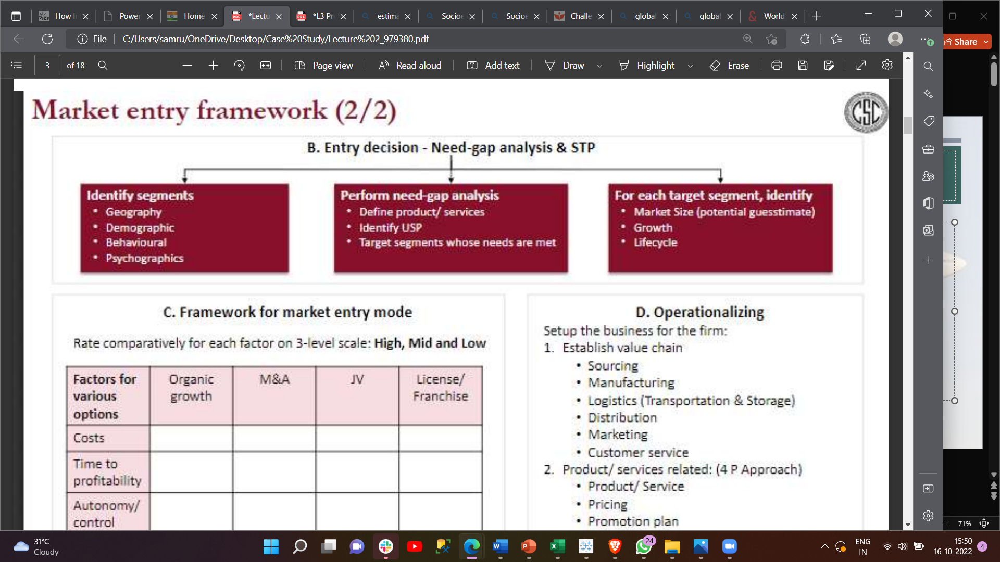 How I
Power
Home
*Lectu
*L3 Pr
estima
Socioe
Socioe
Challe
global
global
World
File
C:/Users/samru/OneDrive/Desktop/Case%20Study/Lecture%202_979380.pdf
Share
3 of 18
Page view
Read aloud
Add text
Draw
Highlight
Erase
Market entry framework (2/2)
CSC
B. Entry decision - Need-gap analysis & STP
Identify segments
• Geography
• Demographic
• Behavioural
• Psychographics
Perform need-gap analysis
• Define product/ services
• Identify USP
• Target segments whose needs are met
For each target segment, identify
• Market Size (potential guesstimate)
• Growth
• Lifecycle
C. Framework for market entry mode
Rate comparatively for each factor on 3-level scale: High, Mid and Low
Factors for
various
options
Organic
growth
M&A
JV
License/
Franchise
Costs
Time to
profitability
Autonomy/
control
D. Operationalizing
Setup the business for the firm:
1. Establish value chain
• Sourcing
• Manufacturing
• Logistics (Transportation & Storage)
• Distribution
• Marketing
• Customer service
2. Product/ services related: (4 P Approach)
• Product/ Service
• Pricing
• Promotion plan
71%
31°C
Cloudy
24
ENG
IN
15:50
16-10-2022
4